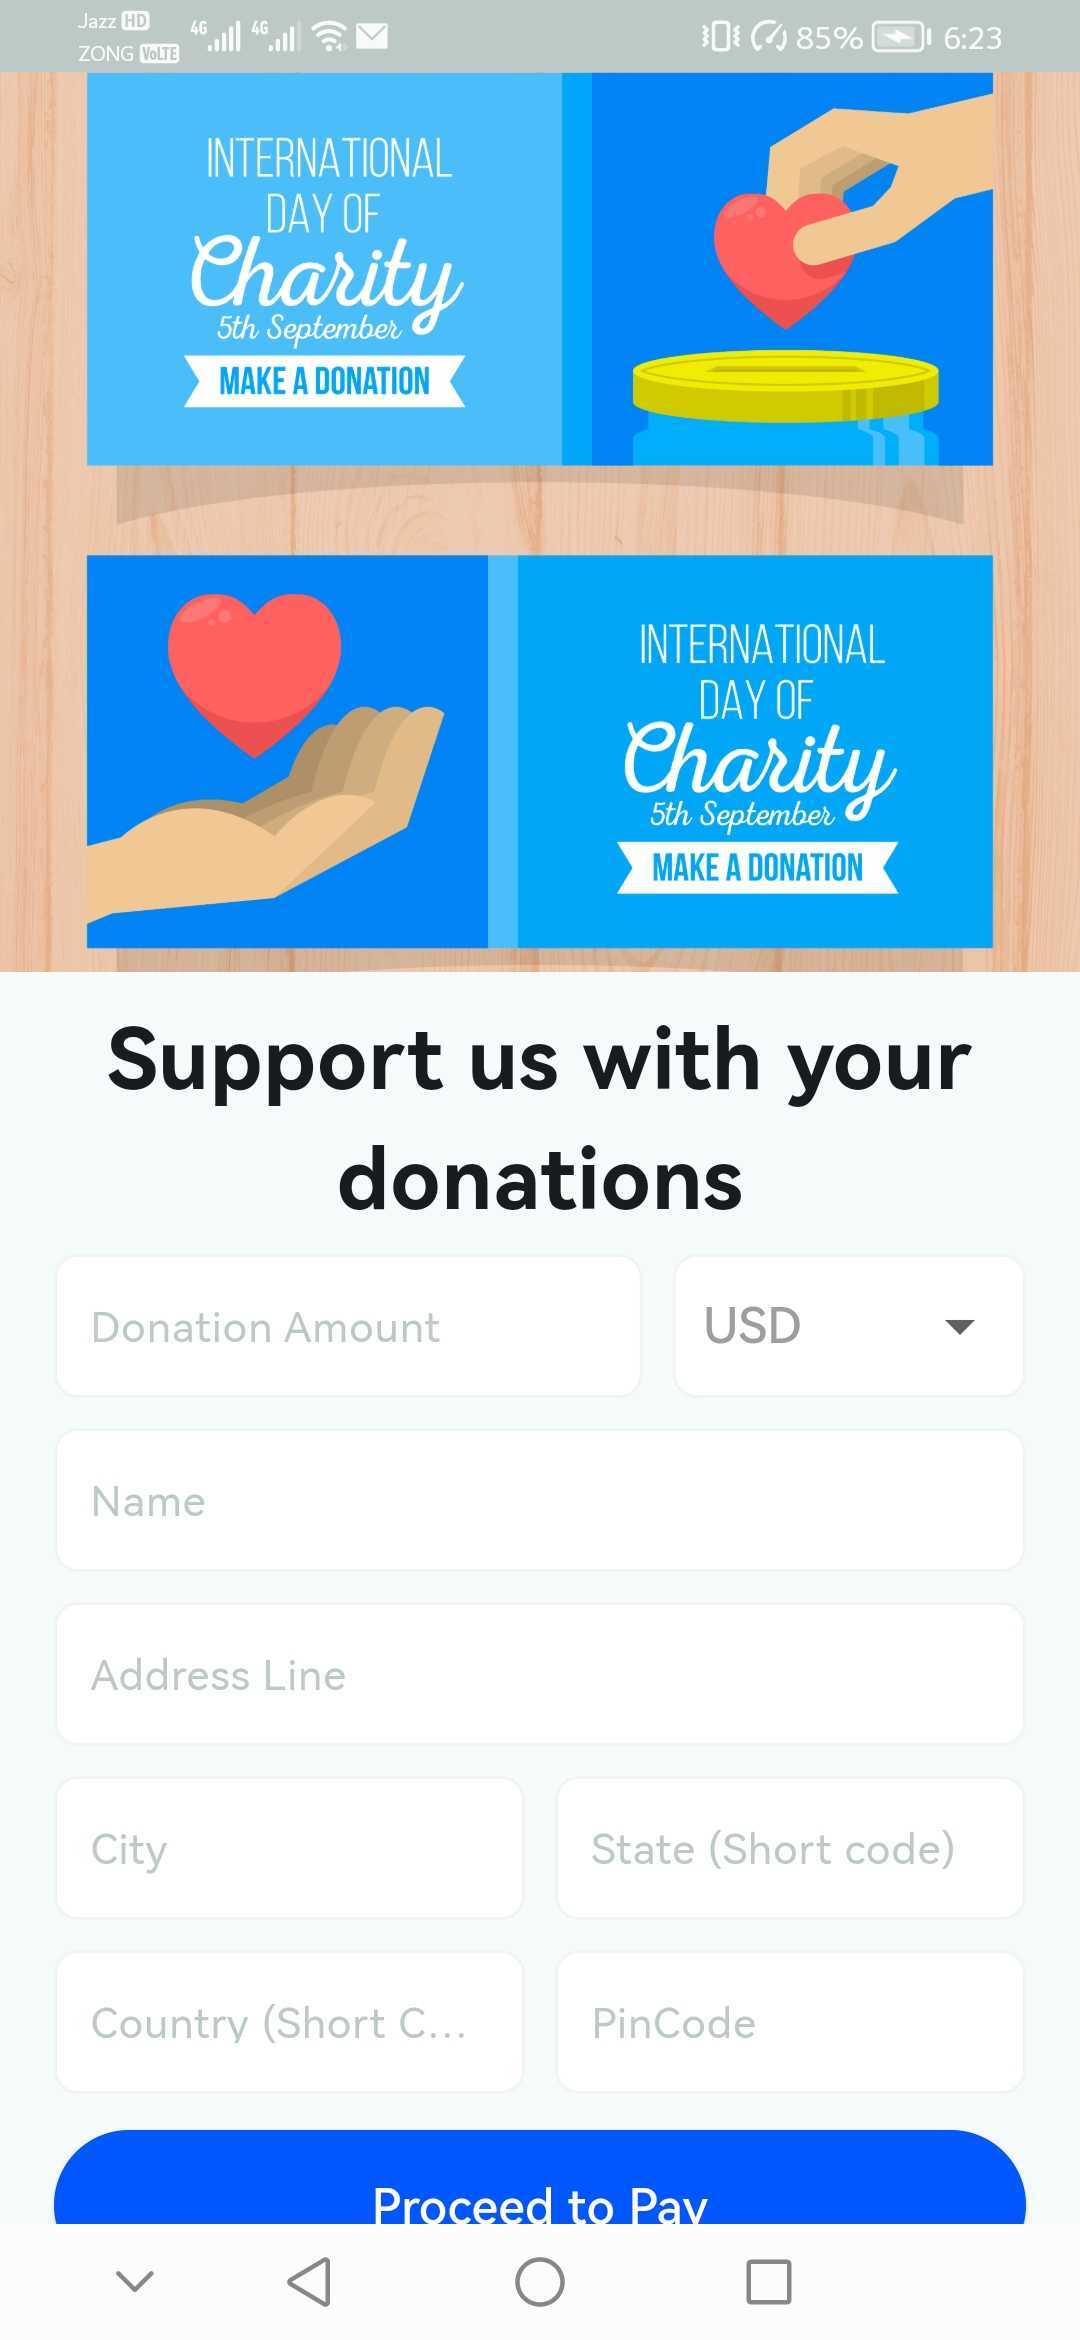 Jazz HD
ZONG VoLTE
4G 4G 85% 6:23
INTERNATIONAL
DAY OF
Charity
5th September
MAKE A DONATION
INTERNATIONAL
DAY OF
Charity
5th September
MAKE A DONATION
Support us with your
donations
Donation Amount USD
Name
Address Line
City State (Short code)
Country (Short C... PinCode
Proceed to Pay